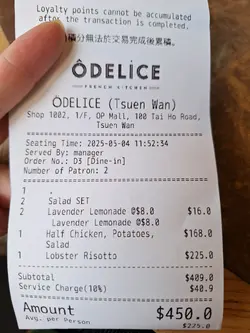 Loyalty points cannot be accumulated
after the transaction is completed.
積分無法於交易完成後累積.
ÔDELICE
FRENCH KITCHEN
ÔDELICE (Tsuen Wan)
Shop 1002, 1/F, OP Mall, 100 Tai Ho Road,
Tsuen Wan
Seating Time: 2025-05-04 11:52:34
Served By: manager
Order No.: D3 [Dine-in]
Number of Patron: 2
1 .
2 Salad SET
2 Lavender Lemonade @$8.0 $16.0
Lavender Lemonade @$8.0
1 Half Chicken, Potatoes, $168.0
Salad
1 Lobster Risotto $225.0
Subtotal $409.0
Service Charge(10%) $40.9
Amount $450.0
Avg. per Person $225.0